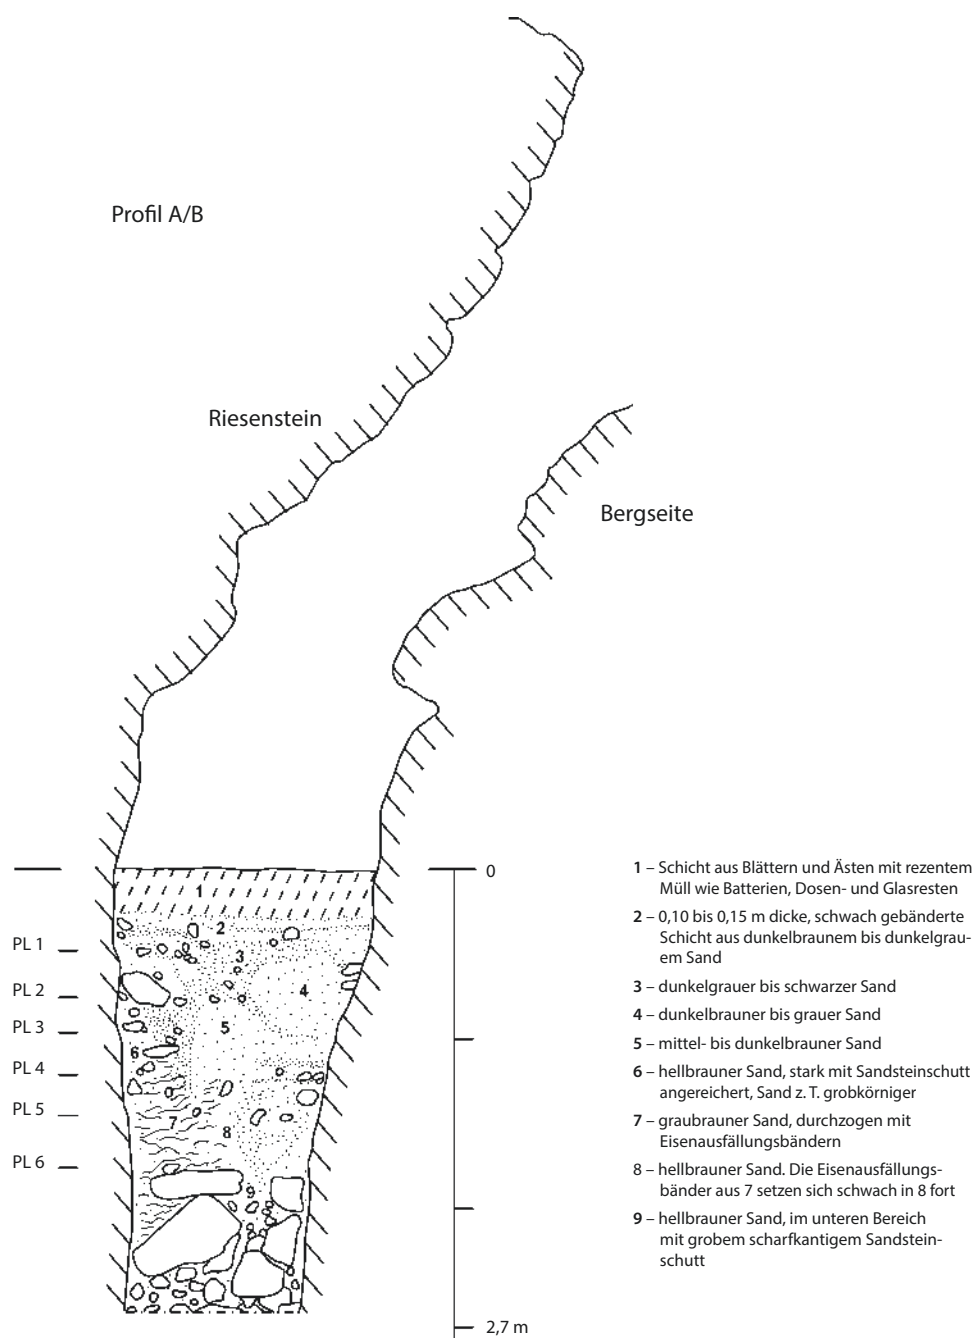 Profil A/B
Riesenstein
Bergseite
0
1
2
PL 1
3
PL 2
4
PL 3
5
6
PL 4
PL 5
7
8
PL 6
9
2,7 m
1 – Schicht aus Blättern und Ästen mit rezentem
Müll wie Batterien, Dosen- und Glasresten
2 – 0,10 bis 0,15 m dicke, schwach gebänderte
Schicht aus dunkelbraunem bis dunkelgrau-
em Sand
3 – dunkelgrauer bis schwarzer Sand
4 – dunkelbrauner bis grauer Sand
5 – mittel- bis dunkelbrauner Sand
6 – hellbrauner Sand, stark mit Sandsteinschutt
angereichert, Sand z. T. grobkörniger
7 – graubrauner Sand, durchzogen mit
Eisenausfällungsbändern
8 – hellbrauner Sand. Die Eisenausfällungs-
bänder aus 7 setzen sich schwach in 8 fort
9 – hellbrauner Sand, im unteren Bereich
mit grobem scharfkantigem Sandstein-
schutt